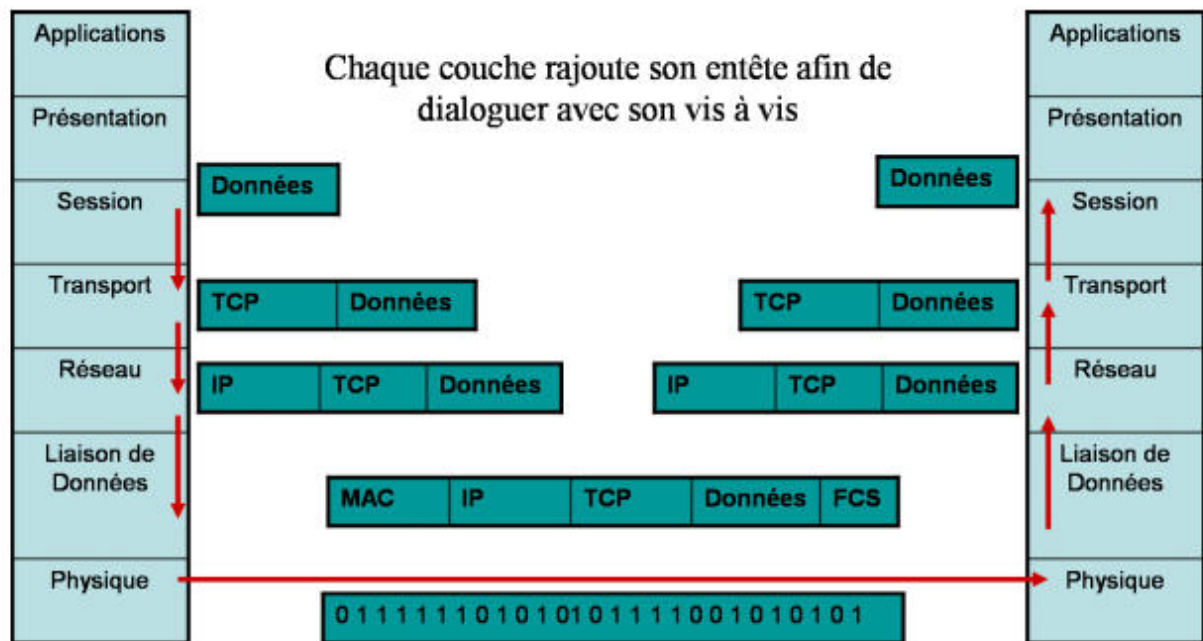 Applications
Présentation
Session
Transport
Réseau
Liaison de
Données
Physique
Chaque couche rajoute son entête afin de
dialoguer avec son vis à vis
Données
Données
TCP Données
TCP Données
IP TCP Données
IP TCP Données
MAC IP TCP Données FCS
0 1 1 1 1 1 1 0 1 0 1 0 1 0 1 1 1 1 0 0 1 0 1 0 1 0 1
Applications
Présentation
Session
Transport
Réseau
Liaison de
Données
Physique